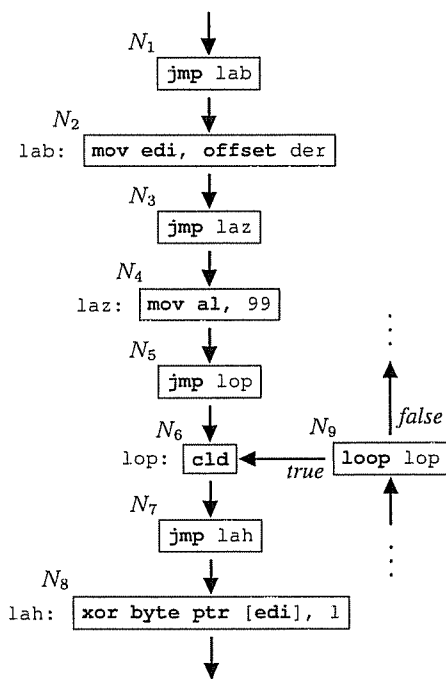 N1
jmp lab
N2
lab: mov edi, offset der
N3
jmp laz
N4
laz: mov al, 99
N5
jmp lop
false
N6
N9
lop: cld
loop lop
true
N7
jmp lah
N8
lah: xor byte ptr [edi], 1